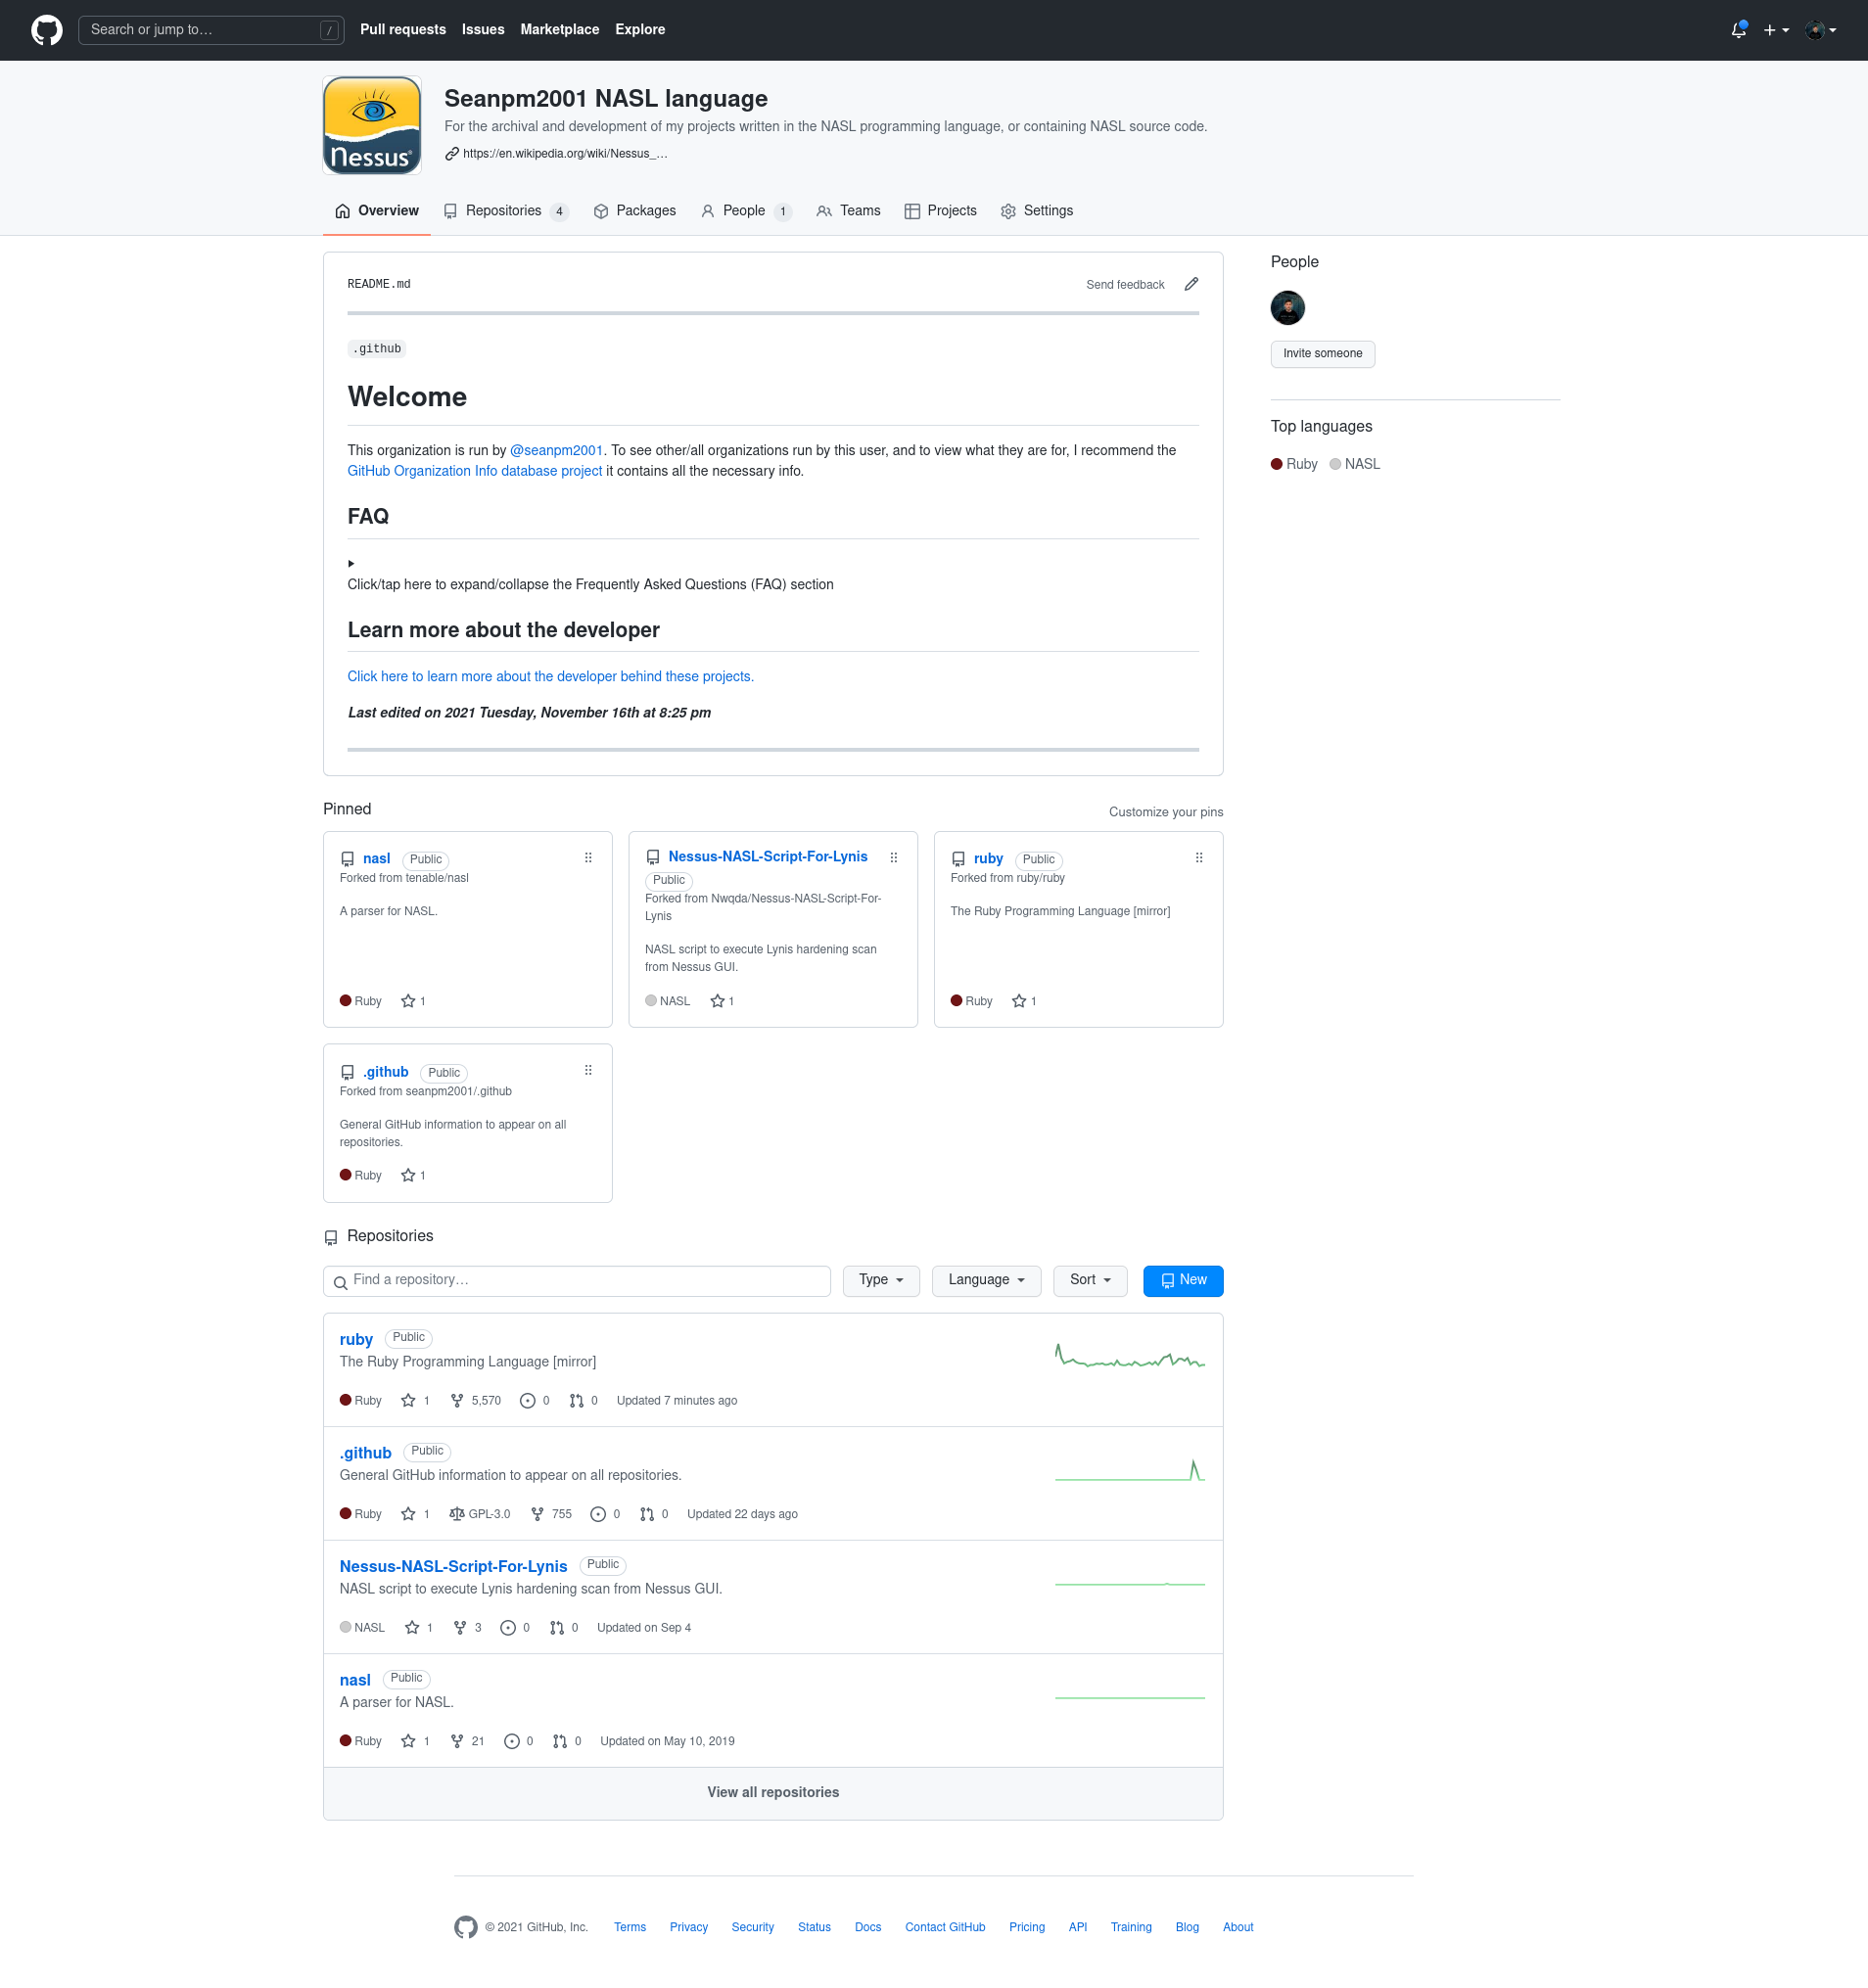 Search or jump to…
/
Pull requests
Issues
Marketplace
Explore
Nessus®
Seanpm2001 NASL language
For the archival and development of my projects written in the NASL programming language, or containing NASL source code.
https://en.wikipedia.org/wiki/Nessus_…
Overview
Repositories 4
Packages
People 1
Teams
Projects
Settings
README.md
Send feedback
.github
Welcome
This organization is run by @seanpm2001. To see other/all organizations run by this user, and to view what they are for, I recommend the
GitHub Organization Info database project it contains all the necessary info.
FAQ
Click/tap here to expand/collapse the Frequently Asked Questions (FAQ) section
Learn more about the developer
Click here to learn more about the developer behind these projects.
Last edited on 2021 Tuesday, November 16th at 8:25 pm
People
Invite someone
Top languages
Ruby NASL
Pinned
Customize your pins
nasl Public
Forked from tenable/nasl
A parser for NASL.
Ruby 1
Nessus-NASL-Script-For-Lynis
Public
Forked from Nwqda/Nessus-NASL-Script-For-
Lynis
NASL script to execute Lynis hardening scan
from Nessus GUI.
NASL 1
ruby Public
Forked from ruby/ruby
The Ruby Programming Language [mirror]
Ruby 1
.github Public
Forked from seanpm2001/.github
General GitHub information to appear on all
repositories.
Ruby 1
Repositories
Find a repository…
Type
Language
Sort
New
ruby Public
The Ruby Programming Language [mirror]
Ruby 1 5,570 0 0 Updated 7 minutes ago
.github Public
General GitHub information to appear on all repositories.
Ruby 1 GPL-3.0 755 0 0 Updated 22 days ago
Nessus-NASL-Script-For-Lynis Public
NASL script to execute Lynis hardening scan from Nessus GUI.
NASL 1 3 0 0 Updated on Sep 4
nasl Public
A parser for NASL.
Ruby 1 21 0 0 Updated on May 10, 2019
View all repositories
© 2021 GitHub, Inc.
Terms
Privacy
Security
Status
Docs
Contact GitHub
Pricing
API
Training
Blog
About